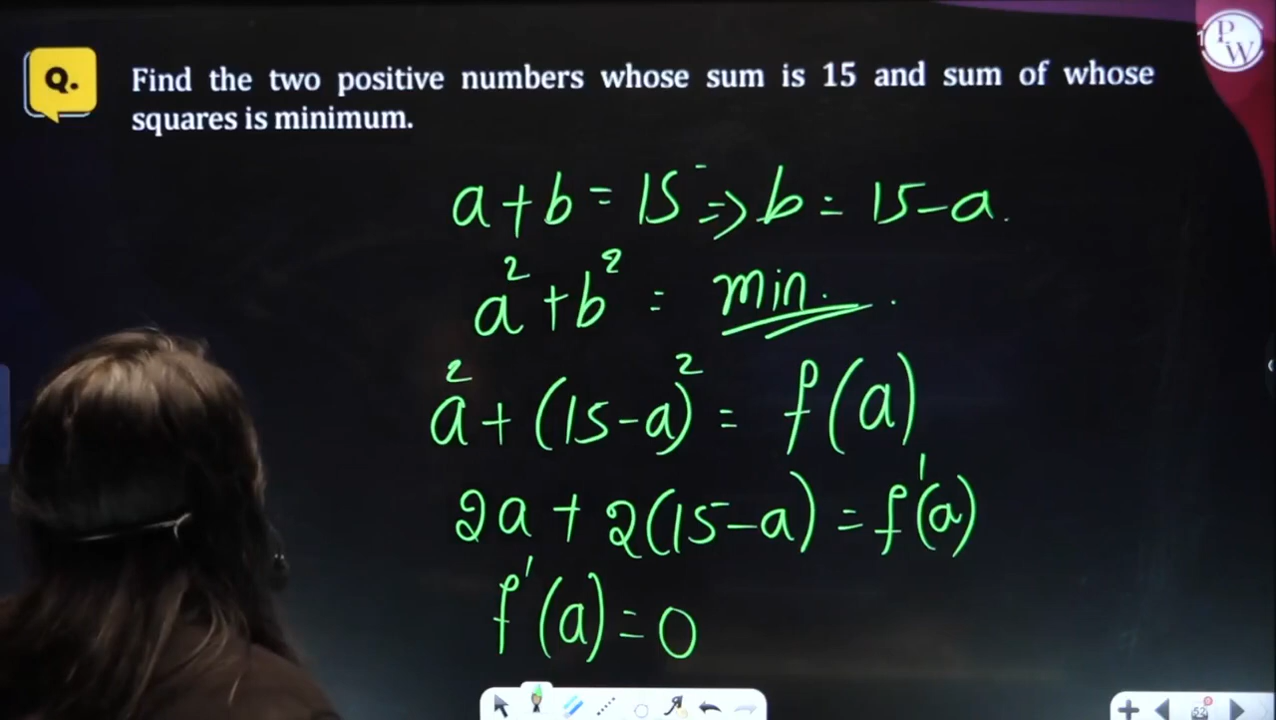 PW
Q. Find the two positive numbers whose sum is 15 and sum of whose
squares is minimum.
a + b = 15 => b = 15 - a.
a² + b² = min.
a² + (15 - a)² = f(a)
2a + 2(15 - a) = f'(a)
f'(a) = 0
52